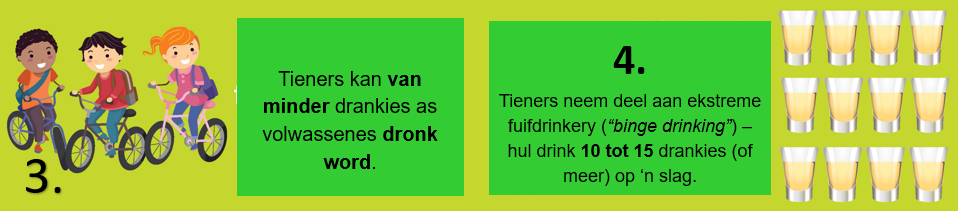 3.
Tieners kan van
minder drankies as
volwassenes dronk
word.
4.
Tieners neem deel aan ekstreme
fuifdrinkery (“binge drinking”) –
hul drink 10 tot 15 drankies (of
meer) op ‘n slag.